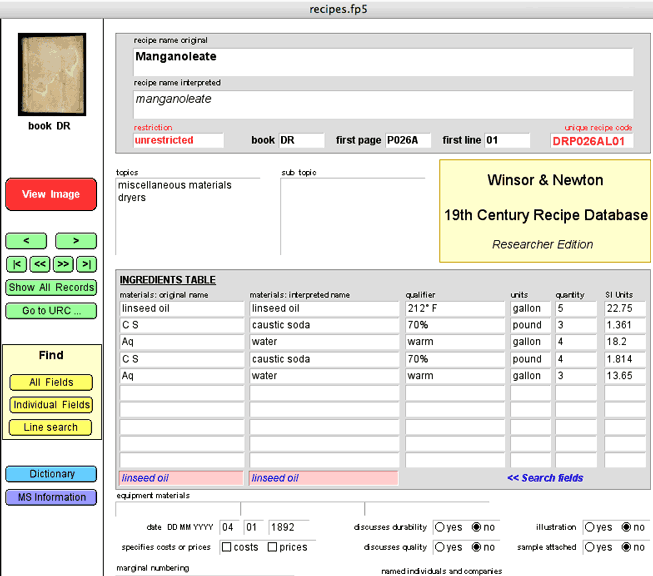 recipes.fp5
book DR
View Image
< >
|< << >> >|
Show All Records
Go to URC ...
Find
All Fields
Individual Fields
Line search
Dictionary
MS Information
recipe name original
Manganoleate
recipe name interpreted
manganoleate
restriction unique recipe code
unrestricted book DR first page P026A first line 01 DRP026AL01
topics sub topic
miscellaneous materials
dryers
Winsor & Newton
19th Century Recipe Database
Researcher Edition
INGREDIENTS TABLE
materials: original name materials: interpreted name qualifier units quantity SI Units
linseed oil linseed oil 212° F gallon 5 22.75
C S caustic soda 70% pound 3 1.361
Aq water warm gallon 4 18.2
C S caustic soda 70% pound 4 1.814
Aq water warm gallon 3 13.65
linseed oil linseed oil << Search fields
equipment materials
date DD MM YYYY 04 01 1892 discusses durability yes no illustration yes no
specifies costs or prices costs prices discusses quality yes no sample attached yes no
marginal numbering named individuals and companies